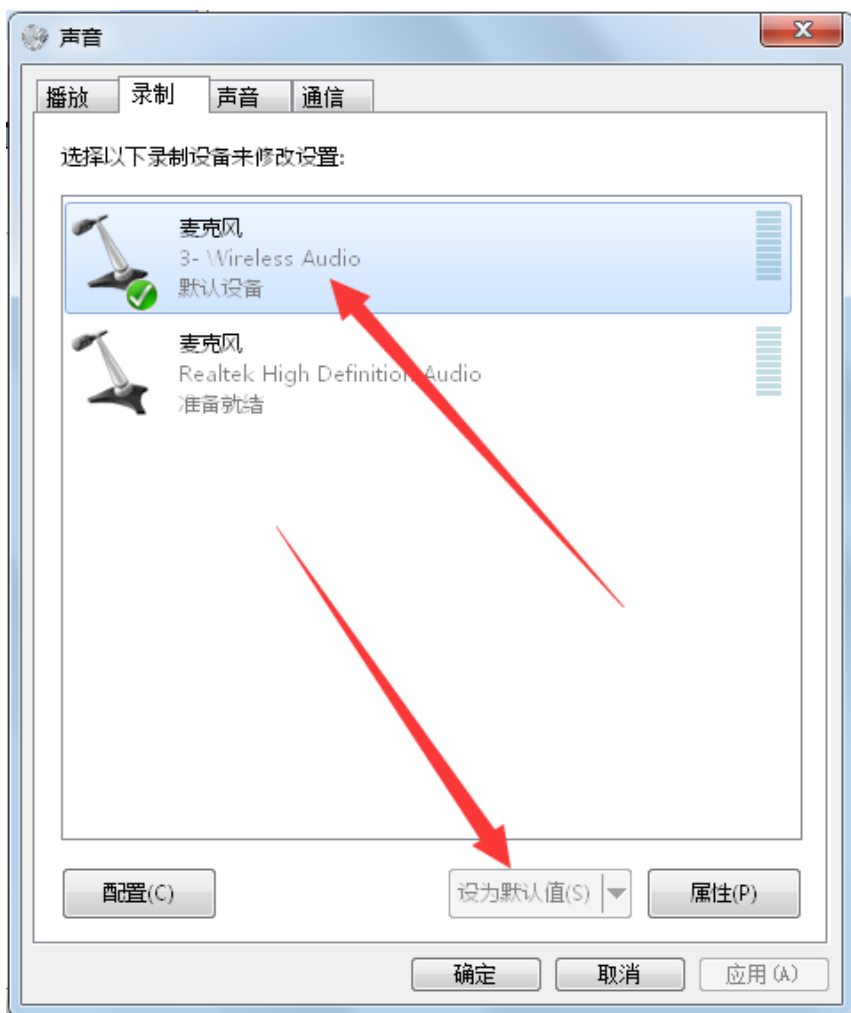 声音
播放 录制 声音 通信
选择以下录制设备来修改设置:
麦克风
3- Wireless Audio
默认设备
麦克风
Realtek High Definition Audio
准备就绪
配置(C) 设为默认值(S) 属性(P)
确定 取消 应用(A)